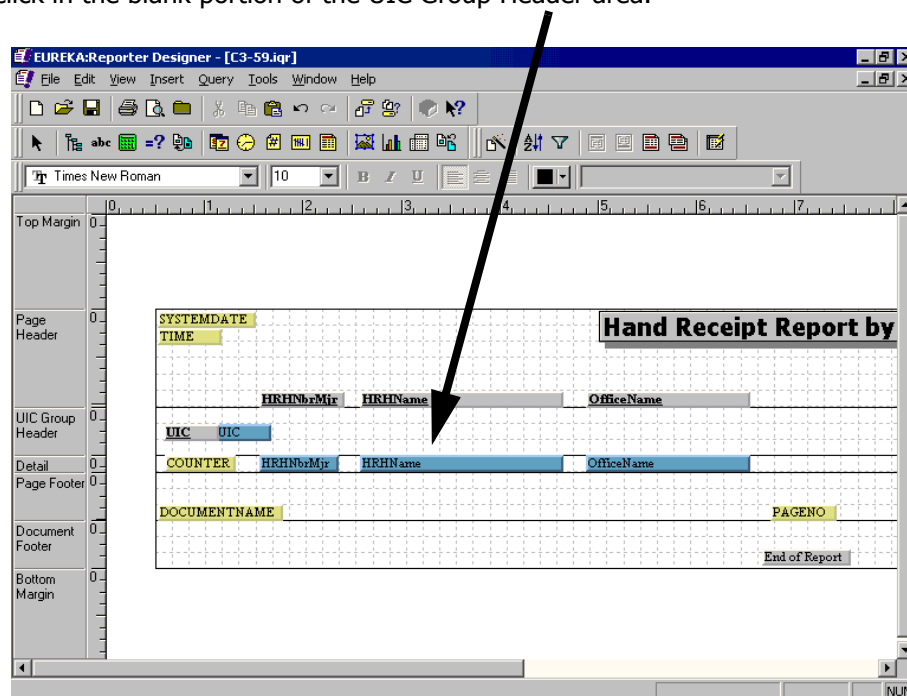 click in the blank portion of the UIC Group Header area.
EUREKA:Reporter Designer - [C3-59.iqr]
File Edit View Insert Query Tools Window Help
abc =?
Times New Roman 10 B I U
0 1 2 3 4 5 6 7
Top Margin 0
Page Header 0 SYSTEMDATE Hand Receipt Report by
TIME
HRHNbrMjr HRHName OfficeName
UIC Group Header 0
UIC UIC
Detail 0 COUNTER HRHNbrMjr HRHName OfficeName
Page Footer 0
DOCUMENTNAME PAGENO
Document Footer 0
End of Report
Bottom Margin 0
NUM